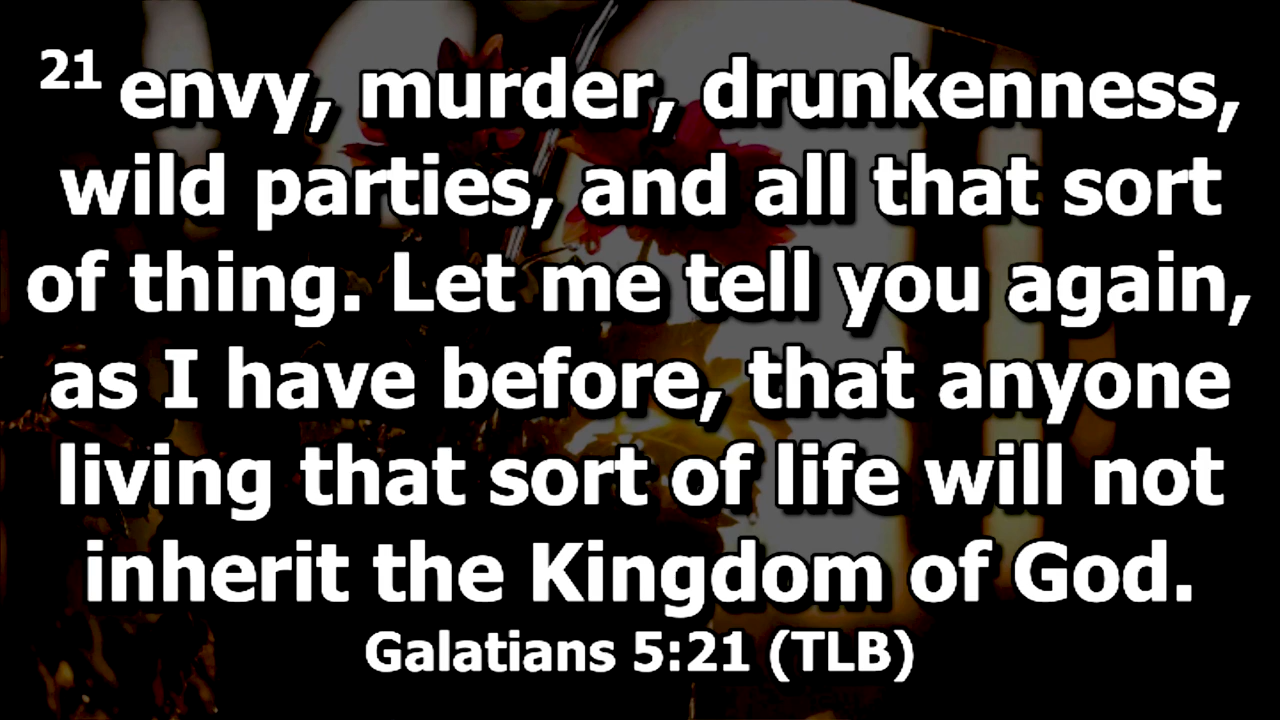 21 envy, murder, drunkenness,
wild parties, and all that sort
of thing. Let me tell you again,
as I have before, that anyone
living that sort of life will not
inherit the Kingdom of God.
Galatians 5:21 (TLB)